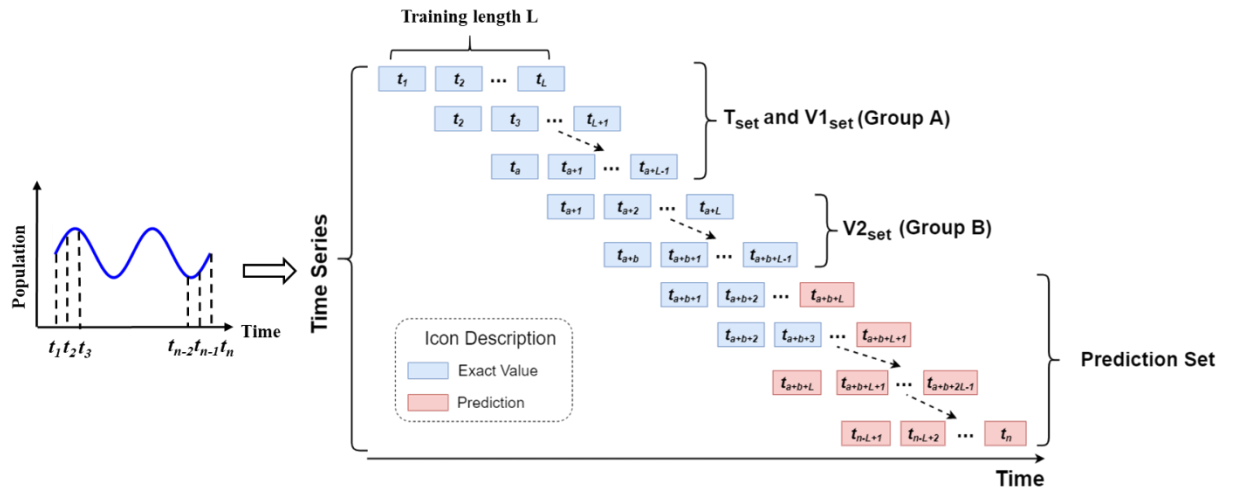 Training length L
t1 t2 ... tL
t2 t3 ... tL+1
Tset and V1set (Group A)
ta ta+1 ... ta+L-1
ta+1 ta+2 ... ta+L
V2set (Group B)
ta+b ta+b+1 ... ta+b+L-1
ta+b+1 ta+b+2 ... ta+b+L
ta+b+2 ta+b+3 ... ta+b+L+1
Prediction Set
ta+b+L ta+b+L+1 ... ta+b+2L-1
tn-L+1 tn-L+2 ... tn
Time
Time Series
Population
Time
t1 t2 t3 tn-2 tn-1 tn
Icon Description
Exact Value
Prediction